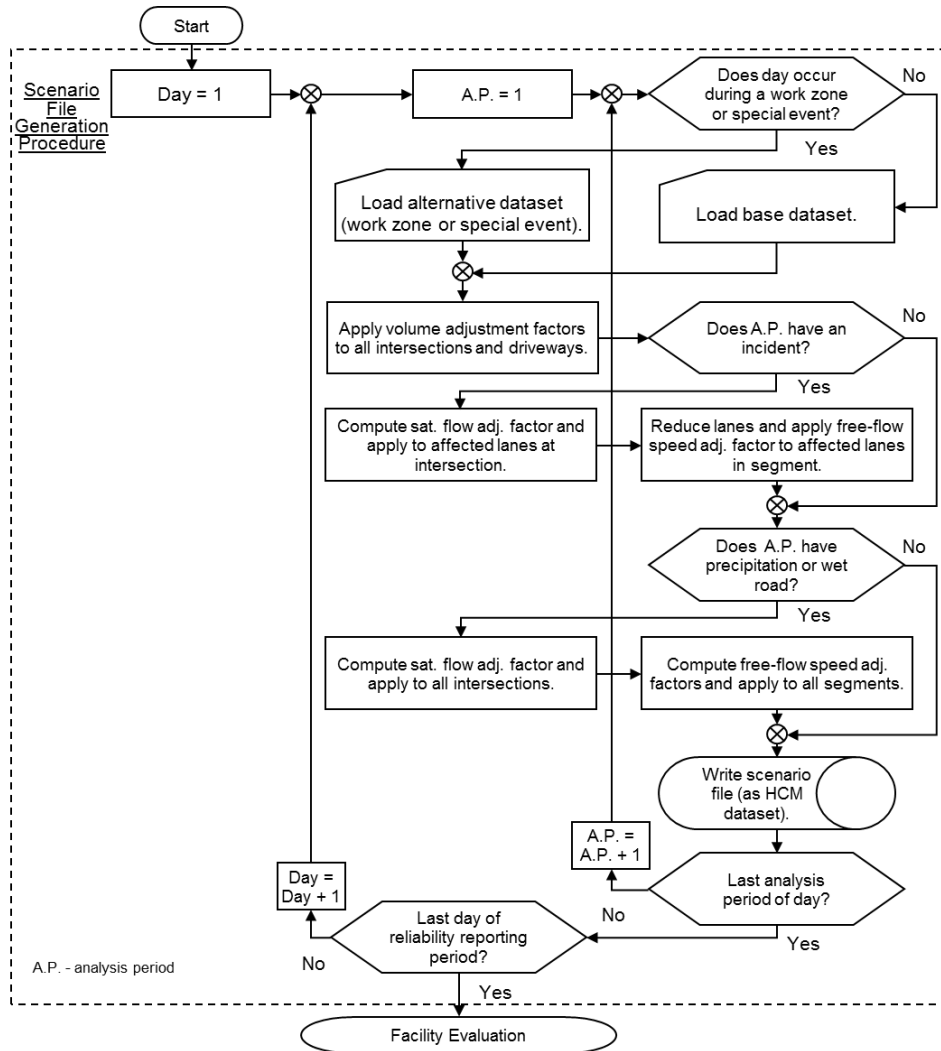 Start
Scenario
File
Generation
Procedure
Day = 1
A.P. = 1
Does day occur
during a work zone
or special event?
No
Yes
Load alternative dataset
(work zone or special event).
Load base dataset.
Apply volume adjustment factors
to all intersections and driveways.
Does A.P. have an
incident?
No
Yes
Compute sat. flow adj. factor and
apply to affected lanes at
intersection.
Reduce lanes and apply free-flow
speed adj. factor to affected lanes
in segment.
Does A.P. have
precipitation or wet
road?
No
Yes
Compute sat. flow adj. factor and
apply to all intersections.
Compute free-flow speed adj.
factors and apply to all segments.
Write scenario
file (as HCM
dataset).
A.P. =
A.P. + 1
Last analysis
period of day?
No
Yes
Day =
Day + 1
Last day of
reliability reporting
period?
No
Yes
A.P. - analysis period
Facility Evaluation